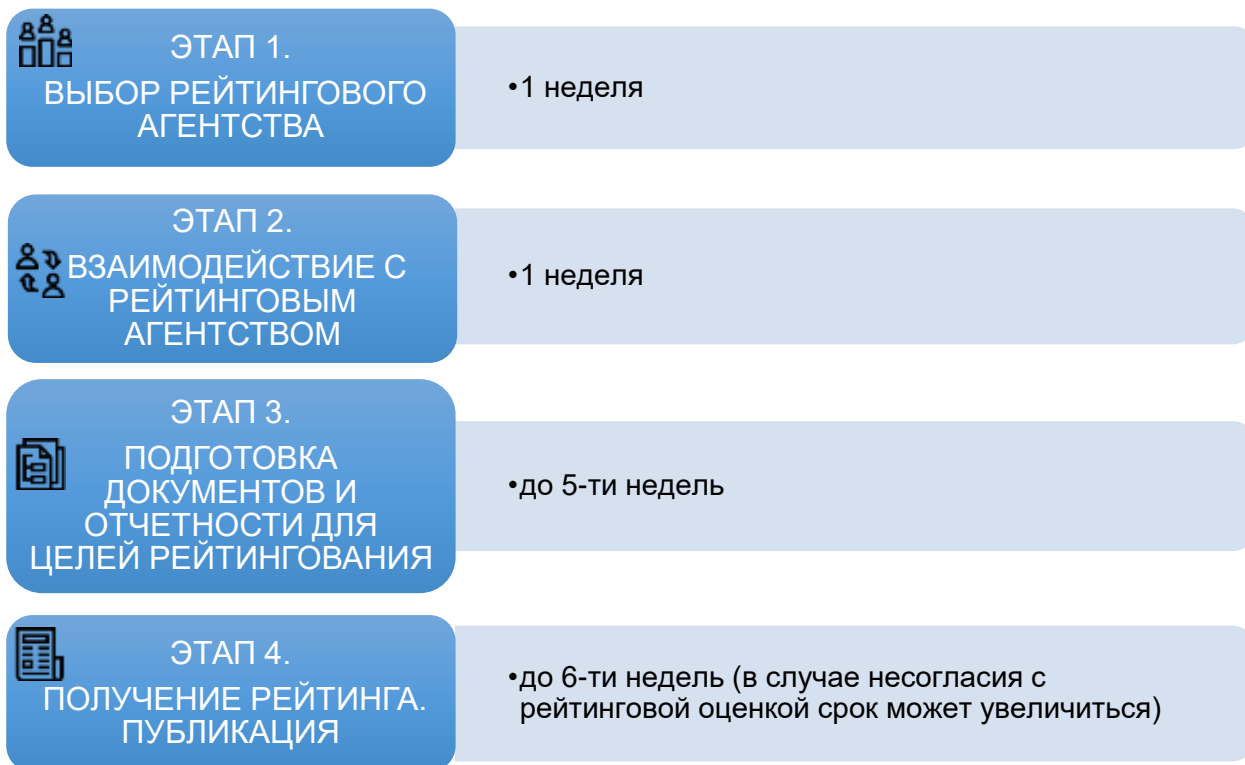 ЭТАП 1.
ВЫБОР РЕЙТИНГОВОГО
АГЕНТСТВА
•1 неделя
ЭТАП 2.
ВЗАИМОДЕЙСТВИЕ С
РЕЙТИНГОВЫМ
АГЕНТСТВОМ
•1 неделя
ЭТАП 3.
ПОДГОТОВКА
ДОКУМЕНТОВ И
ОТЧЕТНОСТИ ДЛЯ
ЦЕЛЕЙ РЕЙТИНГОВАНИЯ
•до 5-ти недель
ЭТАП 4.
ПОЛУЧЕНИЕ РЕЙТИНГА.
ПУБЛИКАЦИЯ
•до 6-ти недель (в случае несогласия с
рейтинговой оценкой срок может увеличиться)